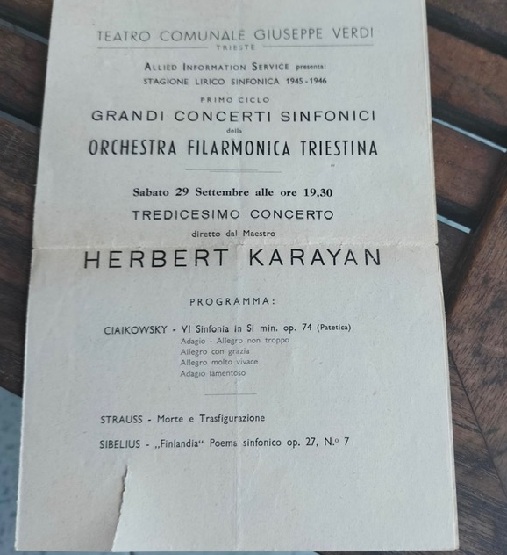 TEATRO COMUNALE GIUSEPPE VERDI
TRIESTE
ALLIED INFORMATION SERVICE presenta
STAGIONE LIRICO SINFONICA 1945-1946
PRIMO CICLO
GRANDI CONCERTI SINFONICI
della
ORCHESTRA FILARMONICA TRIESTINA
Sabato 29 Settembre alle ore 19.30
TREDICESIMO CONCERTO
diretto dal Maestro
HERBERT KARAYAN
PROGRAMMA:
CIAIKOWSKY - VI Sinfonia in Si min. op. 74 (Patetica)
Adagio - Allegro non troppo
Allegro con grazia
Allegro molto vivace
Adagio lamentoso
STRAUSS - Morte e Trasfigurazione
SIBELIUS - „Finlandia“ Poema sinfonico op. 27, N.o 7